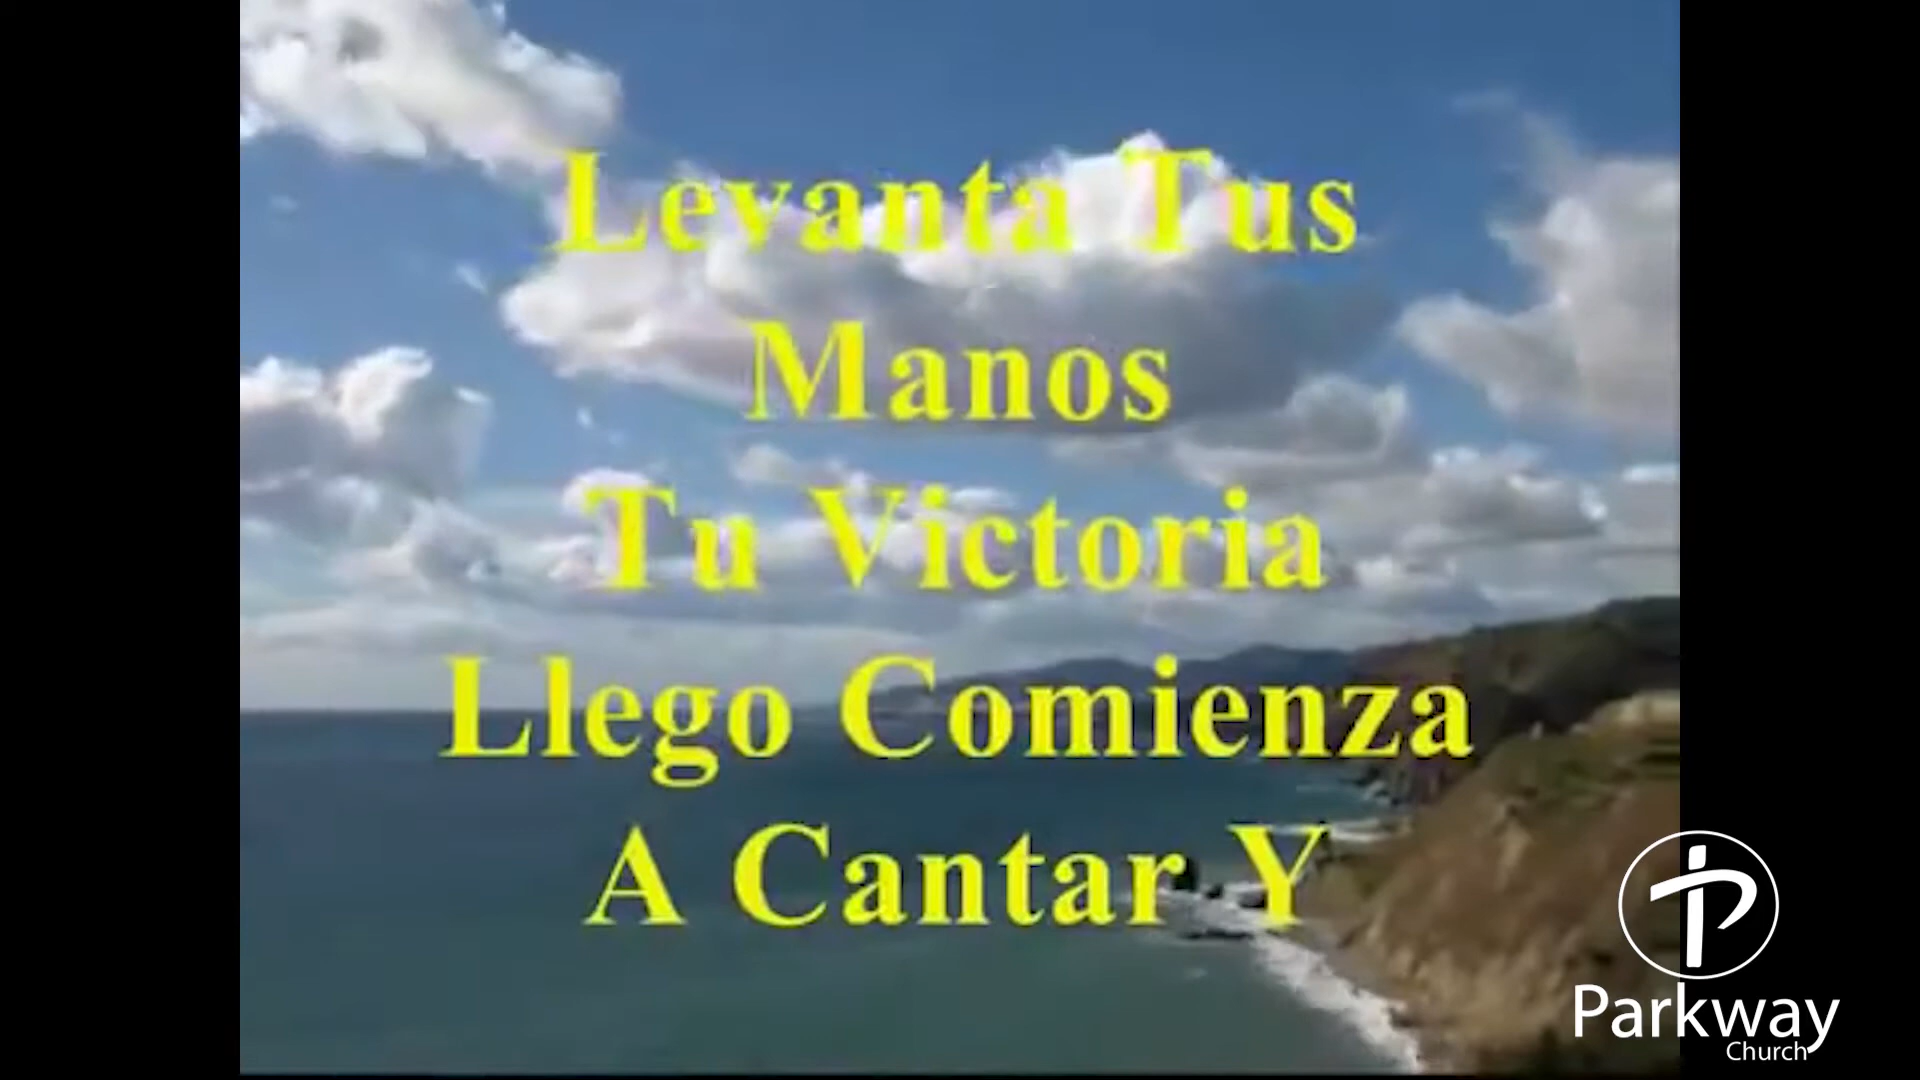 Levanta Tus
Manos
Tu Victoria
Llego Comienza
A Cantar Y
Parkway
Church